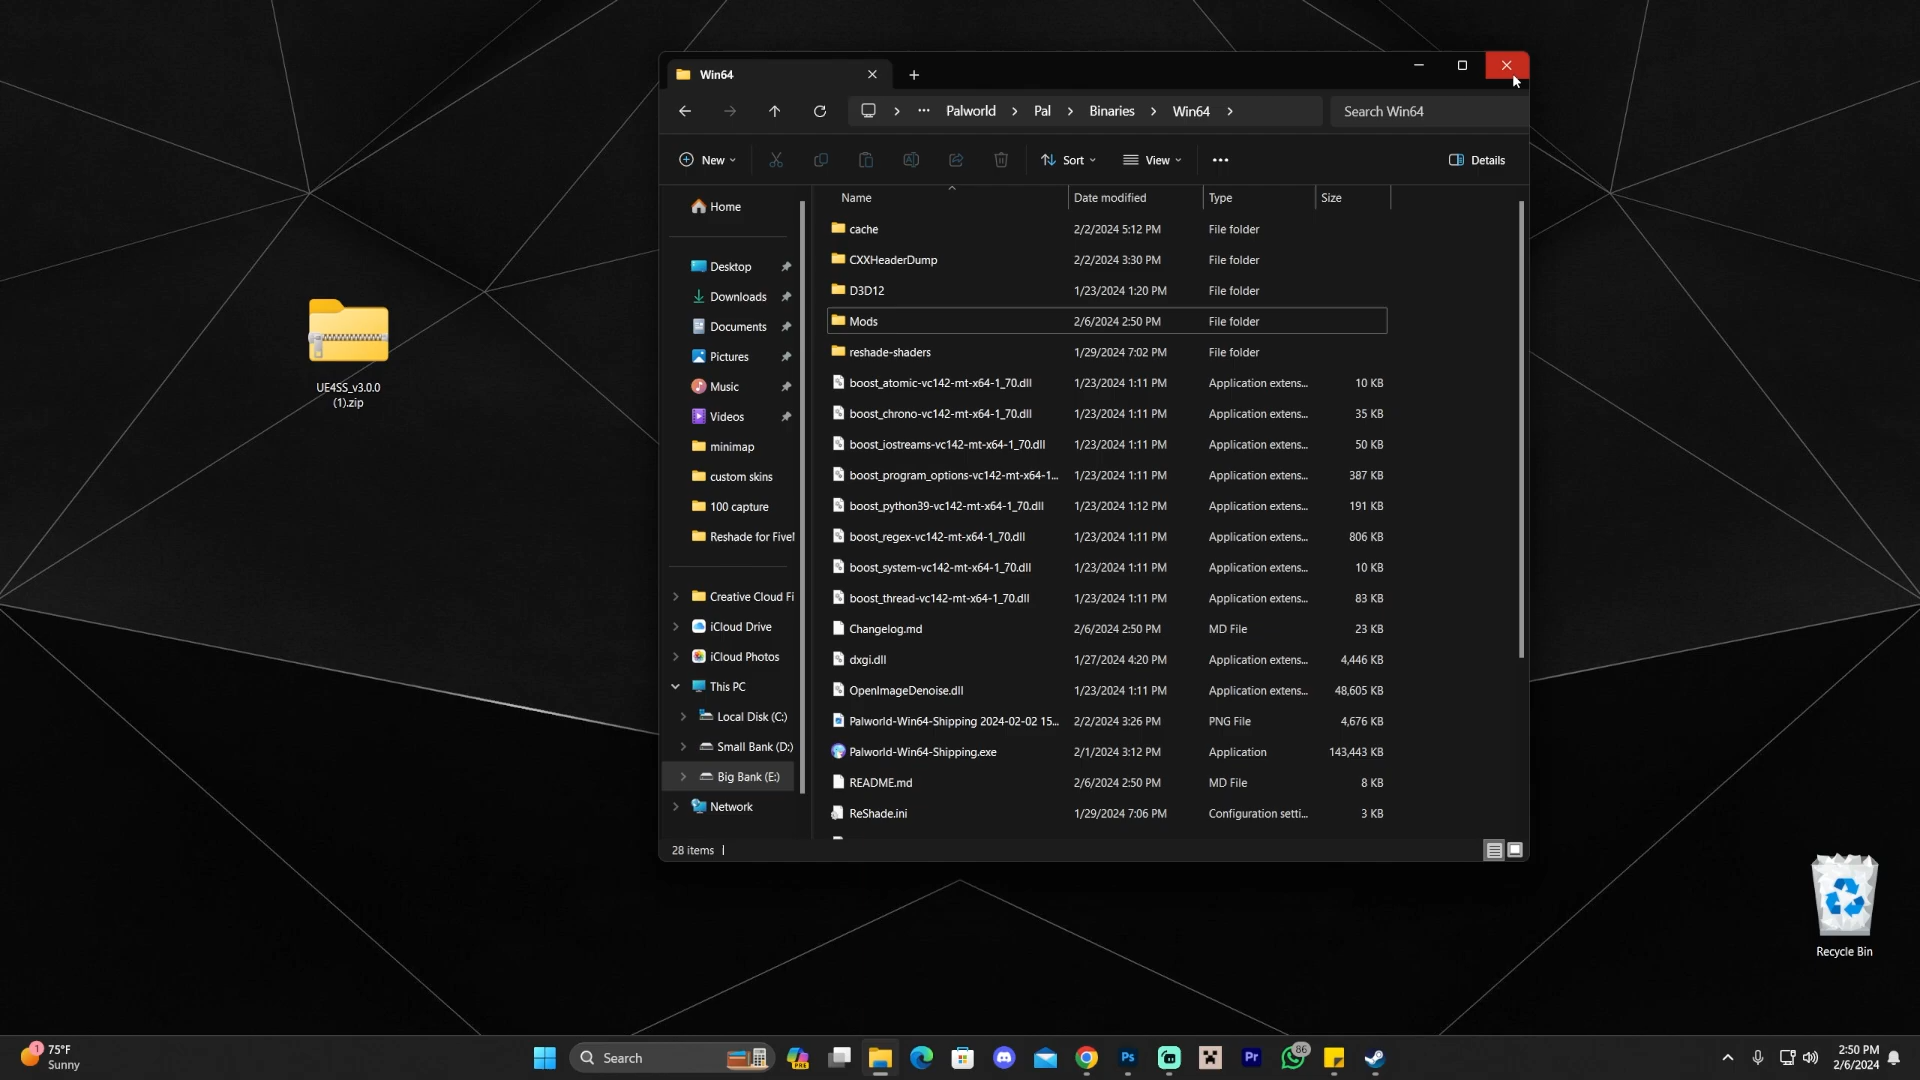 Win64
Palworld
Pal
Binaries
Win64
Search Win64
New
Sort
View
Details
Name
Date modified
Type
Size
Home
Desktop
Downloads
Documents
Pictures
Music
Videos
minimap
custom skins
100 capture
Reshade for Five
Creative Cloud Fi
iCloud Drive
iCloud Photos
This PC
Local Disk (C:)
Small Bank (D:)
Big Bank (E:)
Network
cache 2/2/2024 5:12 PM File folder
CXXHeaderDump 2/2/2024 3:30 PM File folder
D3D12 1/23/2024 1:20 PM File folder
Mods 2/6/2024 2:50 PM File folder
reshade-shaders 1/29/2024 7:02 PM File folder
boost_atomic-vc142-mt-x64-1_70.dll 1/23/2024 1:11 PM Application extens... 10 KB
boost_chrono-vc142-mt-x64-1_70.dll 1/23/2024 1:11 PM Application extens... 35 KB
boost_iostreams-vc142-mt-x64-1_70.dll 1/23/2024 1:11 PM Application extens... 50 KB
boost_program_options-vc142-mt-x64-1... 1/23/2024 1:11 PM Application extens... 387 KB
boost_python39-vc142-mt-x64-1_70.dll 1/23/2024 1:12 PM Application extens... 191 KB
boost_regex-vc142-mt-x64-1_70.dll 1/23/2024 1:11 PM Application extens... 806 KB
boost_system-vc142-mt-x64-1_70.dll 1/23/2024 1:11 PM Application extens... 10 KB
boost_thread-vc142-mt-x64-1_70.dll 1/23/2024 1:11 PM Application extens... 83 KB
Changelog.md 2/6/2024 2:50 PM MD File 23 KB
dxgi.dll 1/27/2024 4:20 PM Application extens... 4,446 KB
OpenImageDenoise.dll 1/23/2024 1:11 PM Application extens... 48,605 KB
Palworld-Win64-Shipping 2024-02-02 15... 2/2/2024 3:26 PM PNG File 4,676 KB
Palworld-Win64-Shipping.exe 2/1/2024 3:12 PM Application 143,443 KB
README.md 2/6/2024 2:50 PM MD File 8 KB
ReShade.ini 1/29/2024 7:06 PM Configuration setti... 3 KB
28 items
UE4SS_v3.0.0
(1).zip
Recycle Bin
1
75°F
Sunny
Search
PRE
Ps
Pr
86
2:50 PM
2/6/2024